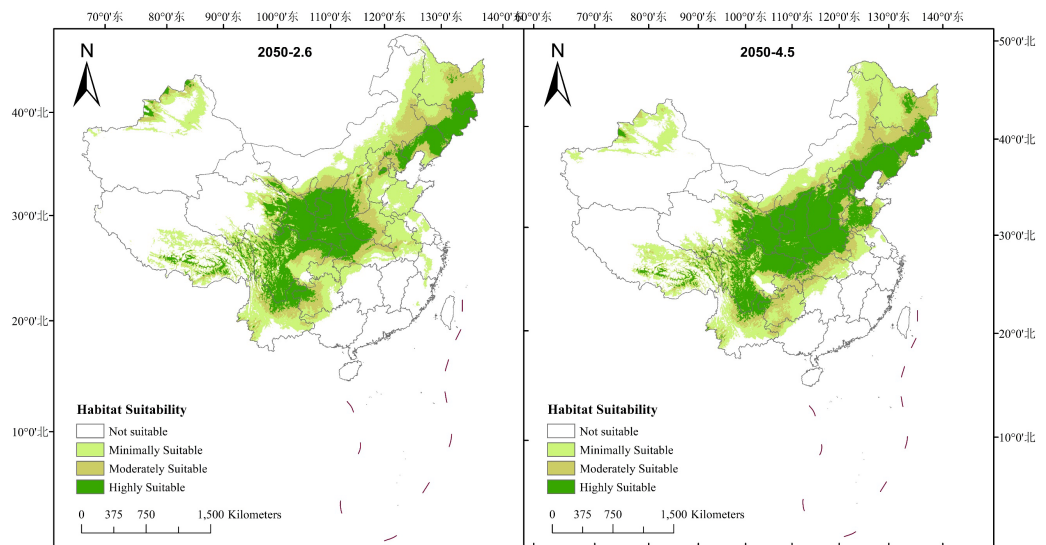 70°0'东 80°0'东 90°0'东 100°0'东 110°0'东 120°0'东 130°0'东 140°0'东 60°0' 70°0'东 80°0'东 90°0'东 100°0'东 110°0'东 120°0'东 130°0'东 140°0'东
N 2050-2.6 N 2050-4.5
50°0'北
40°0'北 40°0'北
30°0'北 30°0'北
20°0'北 20°0'北
10°0'北 10°0'北
Habitat Suitability
Not suitable
Minimally Suitable
Moderately Suitable
Highly Suitable
0 375 750 1,500 Kilometers
Habitat Suitability
Not suitable
Minimally Suitable
Moderately Suitable
Highly Suitable
0 375 750 1,500 Kilometers